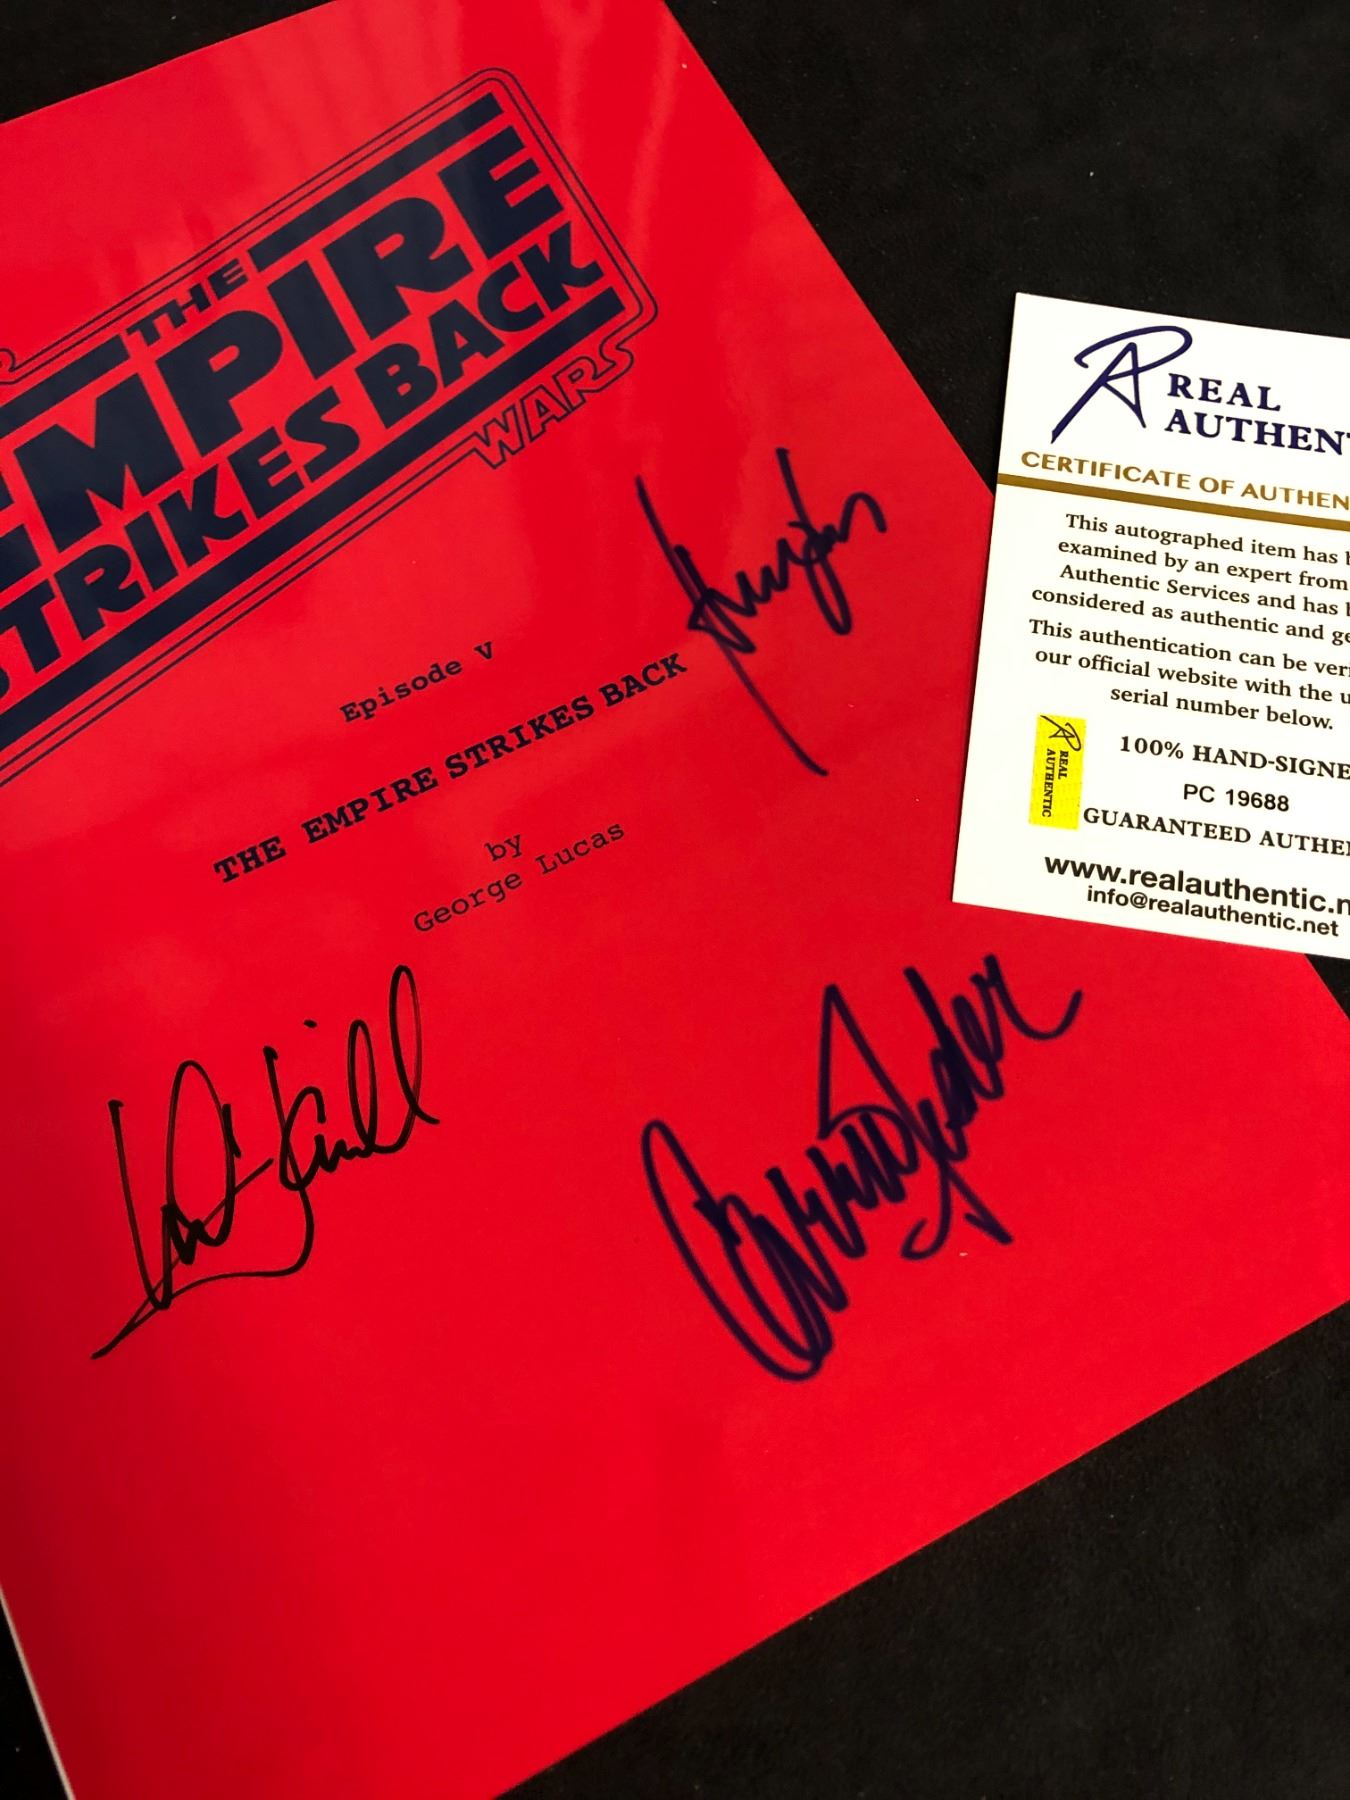 THE
EMPIRE
STRIKES BACK
WARS
Episode V
THE EMPIRE STRIKES BACK
by
George Lucas
REAL
AUTHEN
CERTIFICATE OF AUTHEN
This autographed item has
examined by an expert from
Authentic Services and has
considered as authentic and ge
This authentication can be veri
our official website with the u
serial number below.
REAL
AUTHENTIC
100% HAND-SIGNE
PC 19688
GUARANTEED AUTHE
www.realauthentic.n
info@realauthentic.net